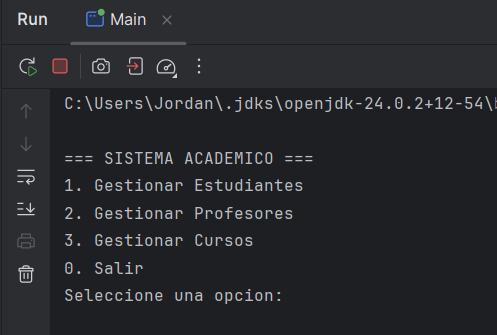 Run
Main
C:\Users\Jordan\.jdks\openjdk-24.0.2+12-54\
=== SISTEMA ACADEMICO ===
1. Gestionar Estudiantes
2. Gestionar Profesores
3. Gestionar Cursos
0. Salir
Seleccione una opcion: